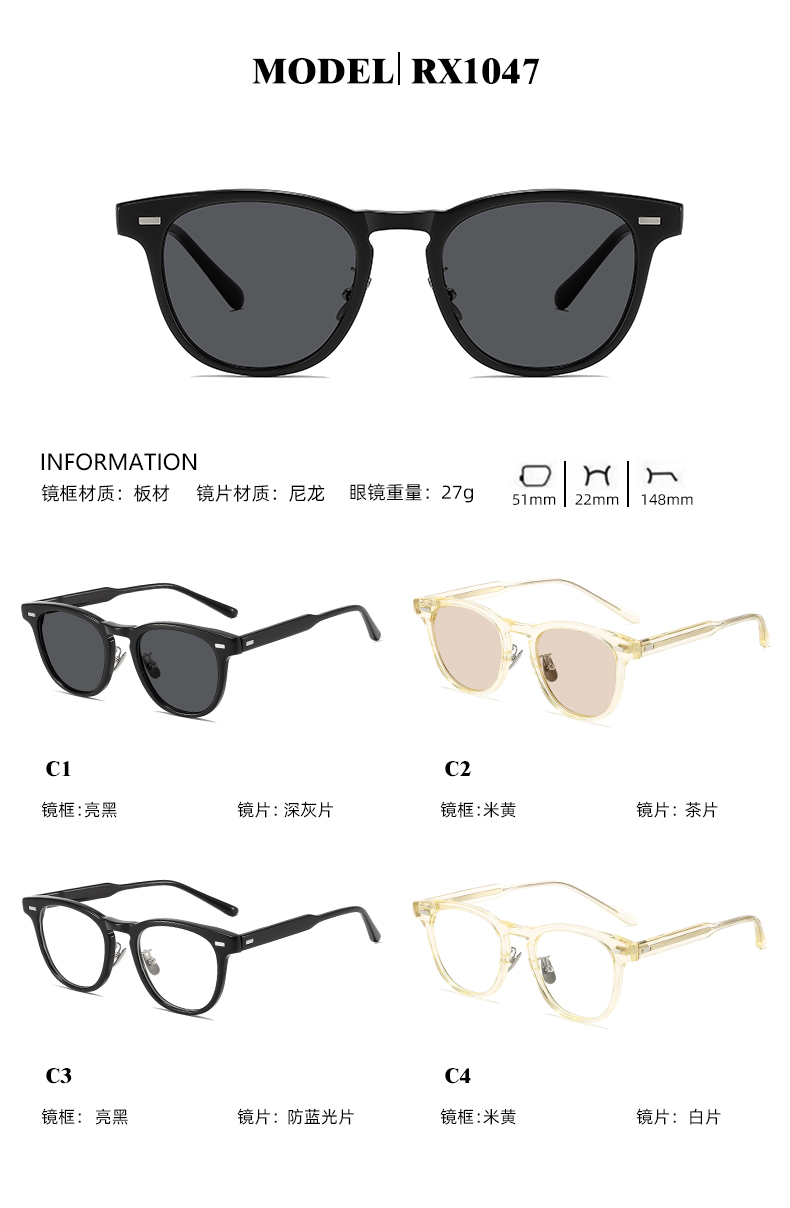 MODEL | RX1047
INFORMATION
镜框材质：板材 镜片材质：尼龙 眼镜重量：27g
51mm 22mm 148mm
C1
镜框:亮黑 镜片：深灰片
C2
镜框:米黄 镜片：茶片
C3
镜框： 亮黑 镜片：防蓝光片
C4
镜框:米黄 镜片：白片